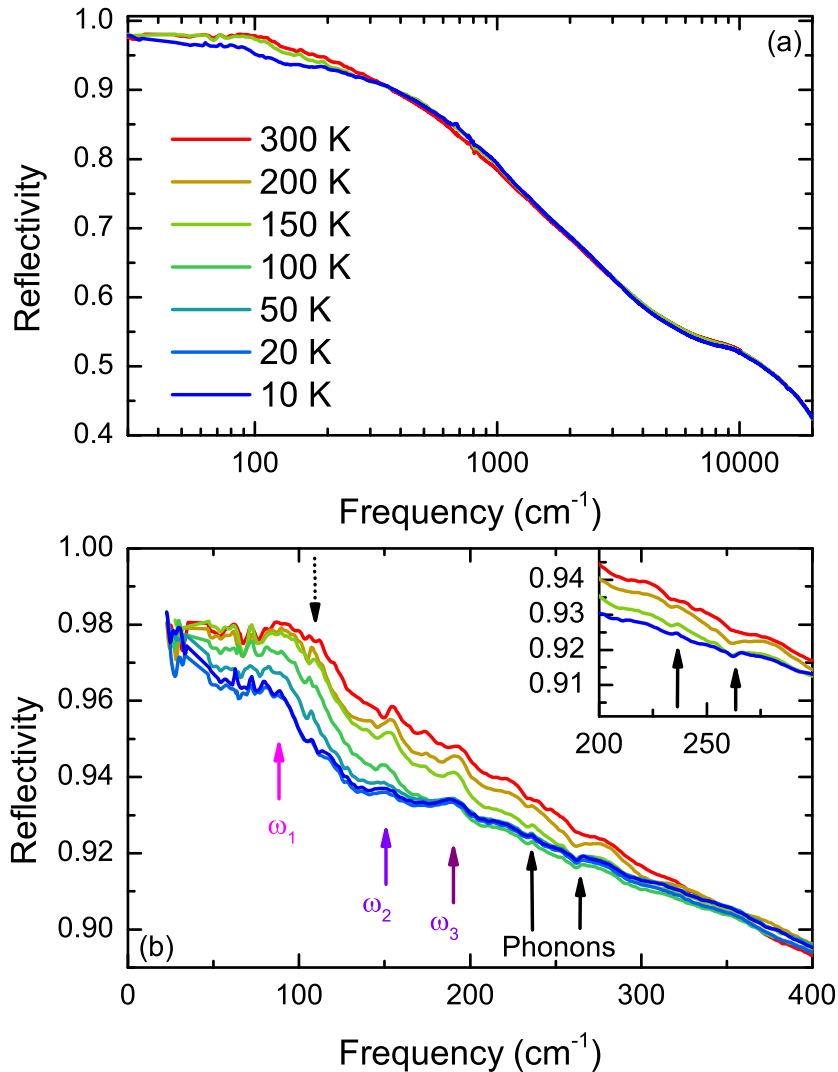 1.0
(a)
0.9
0.8
0.7
0.6
0.5
0.4
Reflectivity
300 K
200 K
150 K
100 K
50 K
20 K
10 K
100 1000 10000
Frequency (cm⁻¹)
1.00
0.98
0.96
0.94
0.92
0.90
Reflectivity
0.94
0.93
0.92
0.91
200 250
ω₁
ω₂
ω₃
Phonons
(b)
0 100 200 300 400
Frequency (cm⁻¹)